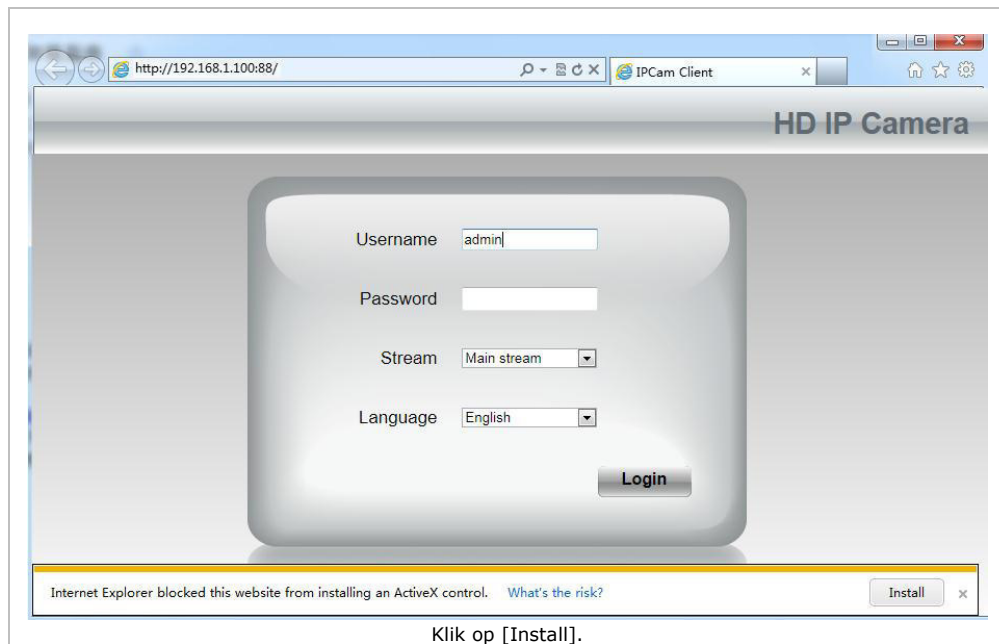 http://192.168.1.100:88/
IPCam Client
HD IP Camera
Username admin
Password
Stream Main stream
Language English
Login
Internet Explorer blocked this website from installing an ActiveX control. What's the risk? Install
Klik op [Install].